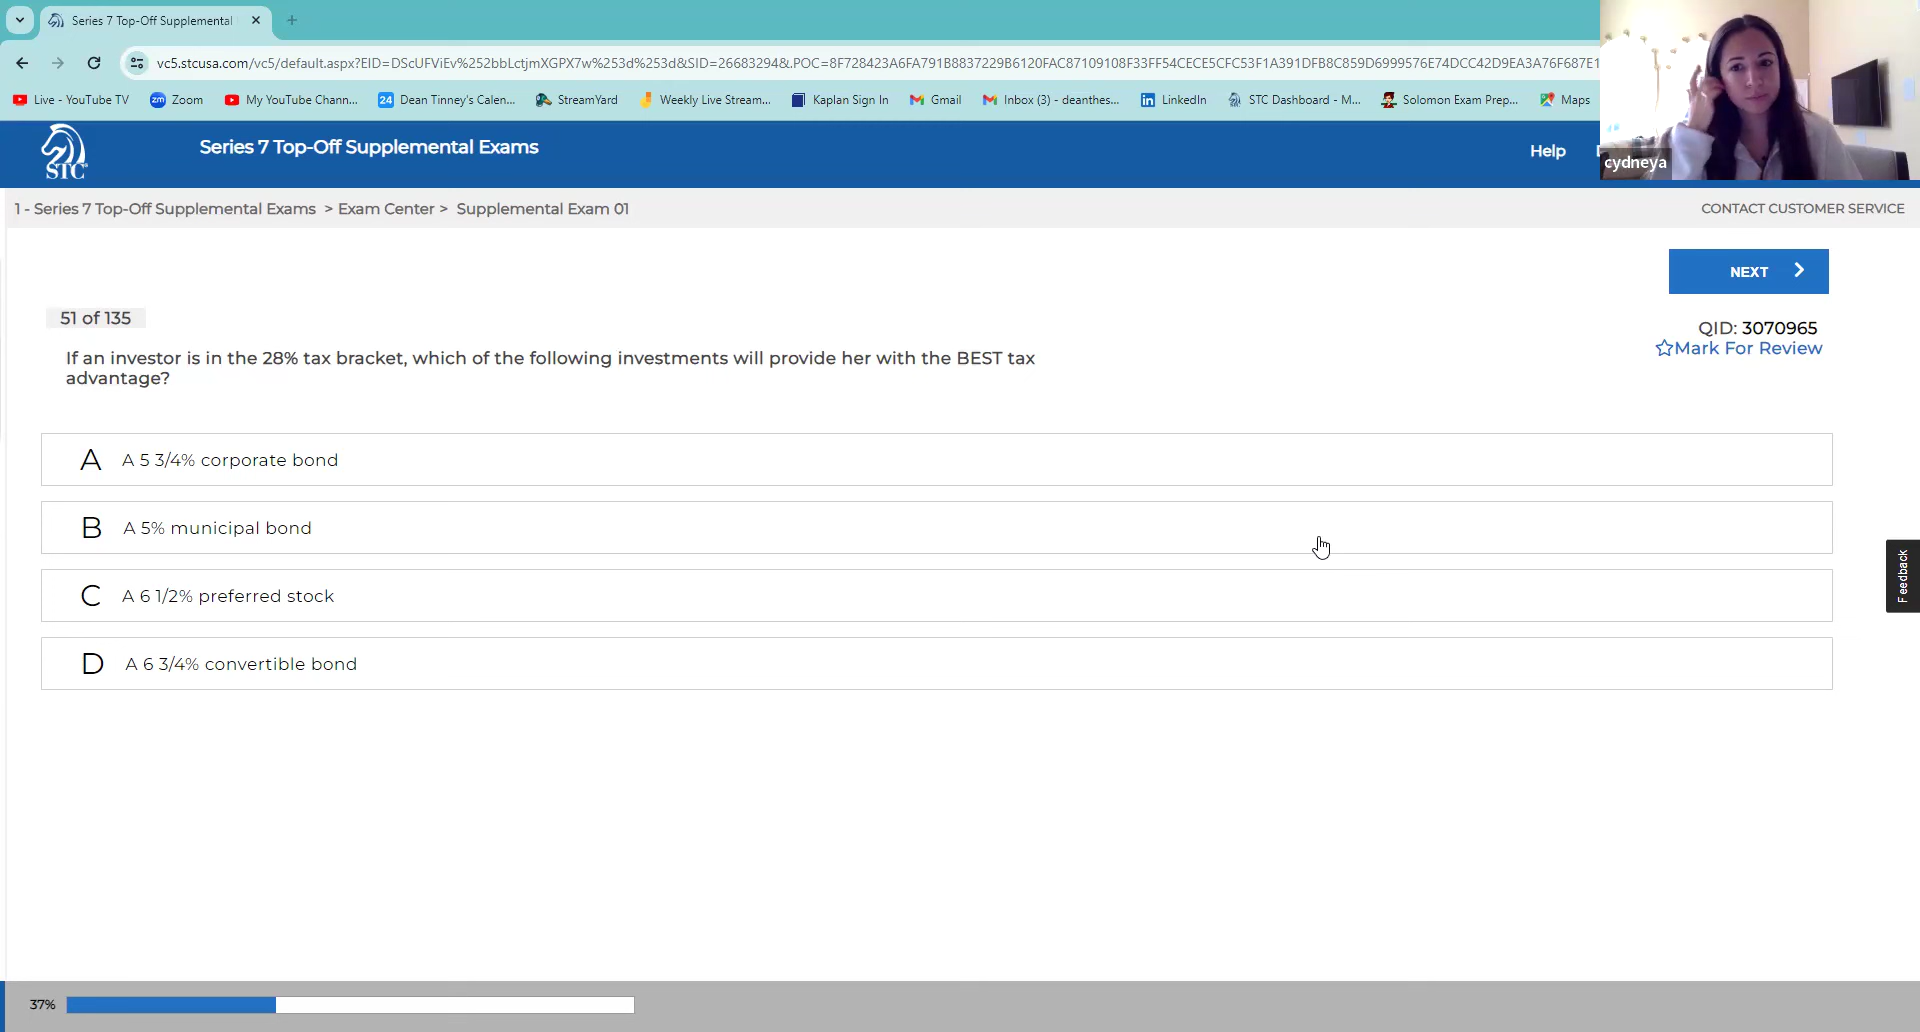 Series 7 Top-Off Supplemental
vc5.stcusa.com/vc5/default.aspx?EID=DScUFViEv%252bbLctjmXGPX7w%253d%253d&SID=26683294&.POC=8F728423A6FA791B8837229B6120FAC87109108F33FF54CECE5CFC53F1A391DFB8C859D6999576E74DCC42D9EA3A76F687E1
Live - YouTube TV
Zoom
My YouTube Chann...
24 Dean Tinney's Calen...
StreamYard
Weekly Live Stream...
Kaplan Sign In
Gmail
Inbox (3) - deanthes...
LinkedIn
STC Dashboard - M...
Solomon Exam Prep...
Maps
STC
Series 7 Top-Off Supplemental Exams
Help
cydneya
1 - Series 7 Top-Off Supplemental Exams > Exam Center > Supplemental Exam 01
CONTACT CUSTOMER SERVICE
NEXT
51 of 135
QID: 3070965
Mark For Review
If an investor is in the 28% tax bracket, which of the following investments will provide her with the BEST tax
advantage?
A A 5 3/4% corporate bond
B A 5% municipal bond
C A 6 1/2% preferred stock
D A 6 3/4% convertible bond
Feedback
37%